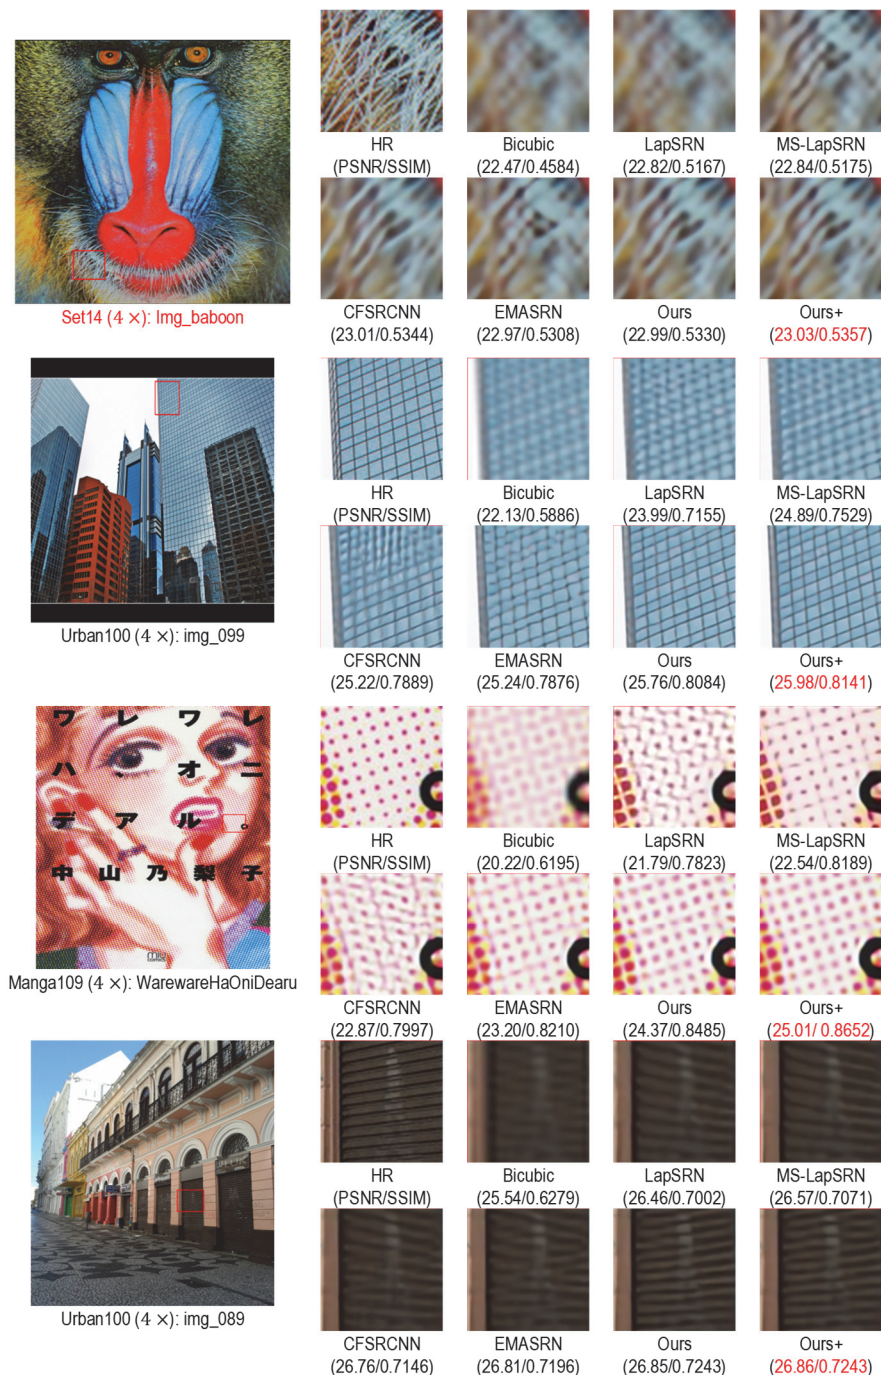 HR
(PSNR/SSIM)
Bicubic
(22.47/0.4584)
LapSRN
(22.82/0.5167)
MS-LapSRN
(22.84/0.5175)
CFSRCNN
(23.01/0.5344)
EMASRN
(22.97/0.5308)
Ours
(22.99/0.5330)
Ours+
(23.03/0.5357)
Set14 (4 ×): Img_baboon
HR
(PSNR/SSIM)
Bicubic
(22.13/0.5886)
LapSRN
(23.99/0.7155)
MS-LapSRN
(24.89/0.7529)
CFSRCNN
(25.22/0.7889)
EMASRN
(25.24/0.7876)
Ours
(25.76/0.8084)
Ours+
(25.98/0.8141)
Urban100 (4 ×): img_099
ワレワレ
ハ、オニ
デアル。
中山乃梨子
HR
(PSNR/SSIM)
Bicubic
(20.22/0.6195)
LapSRN
(21.79/0.7823)
MS-LapSRN
(22.54/0.8189)
CFSRCNN
(22.87/0.7997)
EMASRN
(23.20/0.8210)
Ours
(24.37/0.8485)
Ours+
(25.01/ 0.8652)
Manga109 (4 ×): WarewareHaOniDearu
HR
(PSNR/SSIM)
Bicubic
(25.54/0.6279)
LapSRN
(26.46/0.7002)
MS-LapSRN
(26.57/0.7071)
CFSRCNN
(26.76/0.7146)
EMASRN
(26.81/0.7196)
Ours
(26.85/0.7243)
Ours+
(26.86/0.7243)
Urban100 (4 ×): img_089